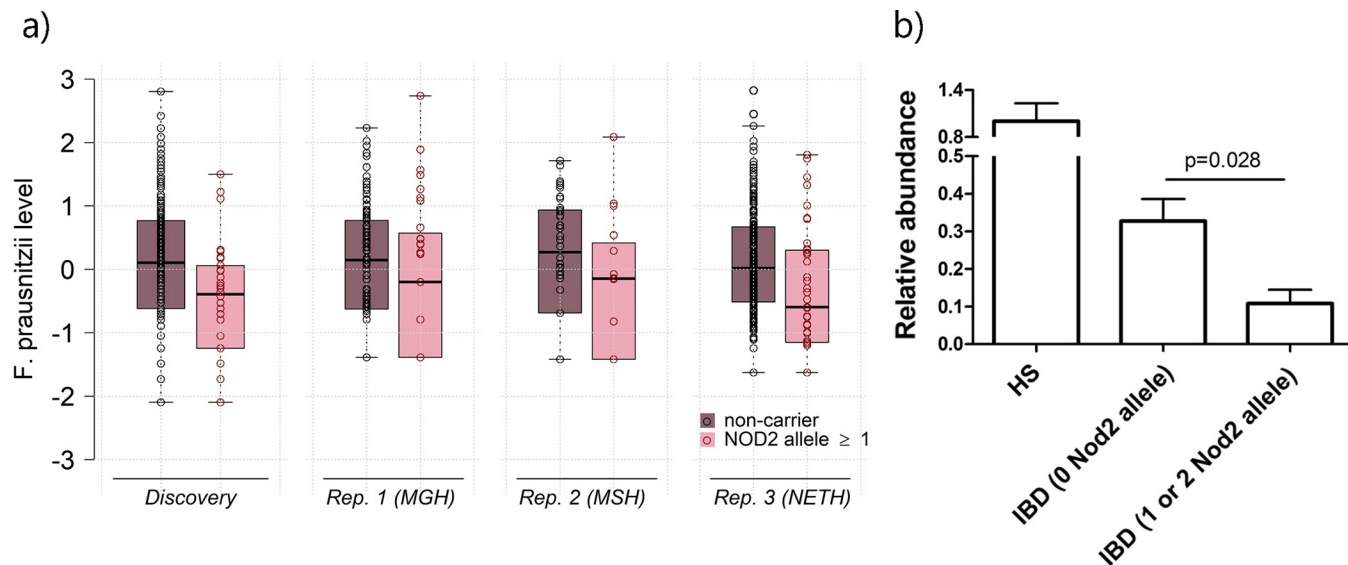 a)
F. prausnitzii level
3
2
1
0
-1
-2
-3
non-carrier
NOD2 allele ≥ 1
Discovery
Rep. 1 (MGH)
Rep. 2 (MSH)
Rep. 3 (NETH)
b)
Relative abundance
1.4
0.8
0.5
0.4
0.3
0.2
0.1
0.0
p=0.028
HS
IBD (0 Nod2 allele)
IBD (1 or 2 Nod2 allele)